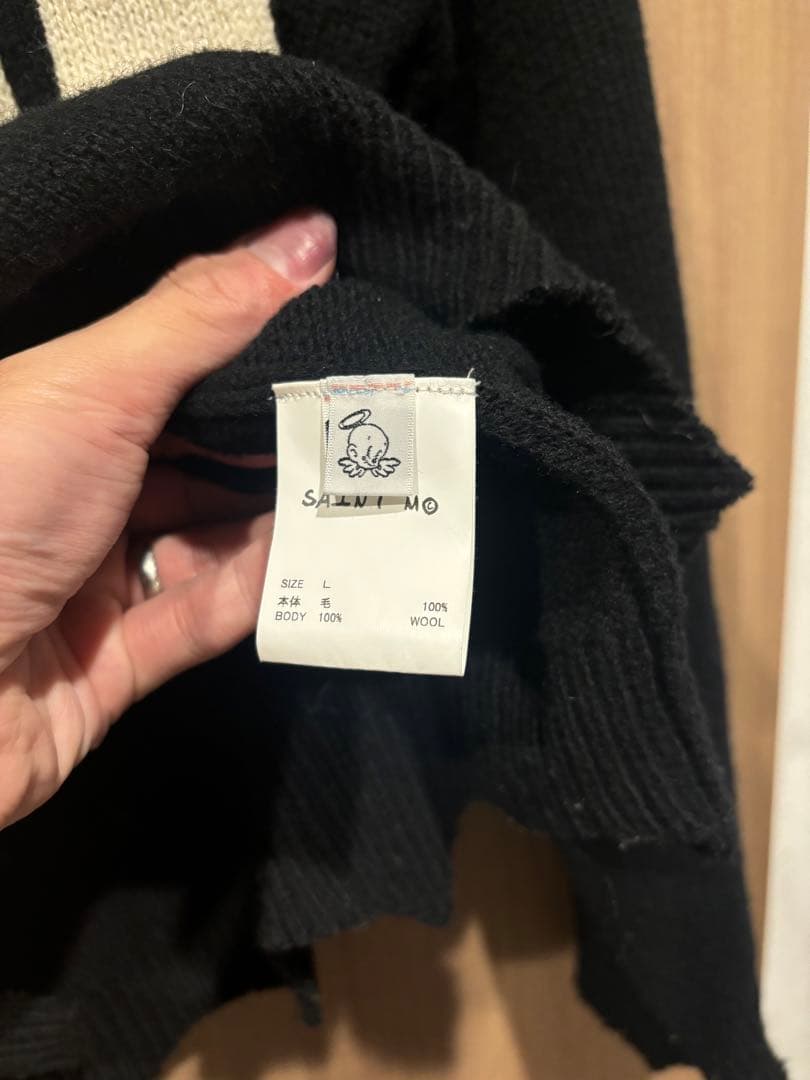 SAINT M©
SIZE L
本体 毛 100%
BODY 100% WOOL